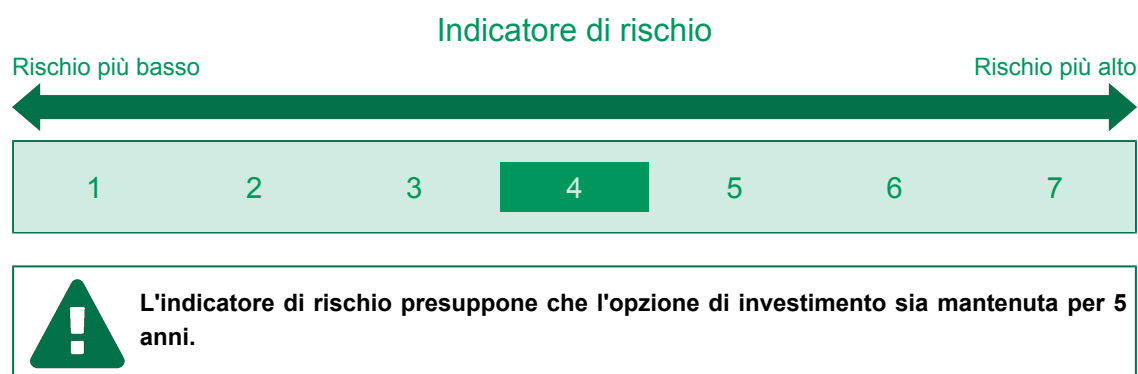 Indicatore di rischio
Rischio più basso Rischio più alto
1 2 3 4 5 6 7
L'indicatore di rischio presuppone che l'opzione di investimento sia mantenuta per 5
anni.